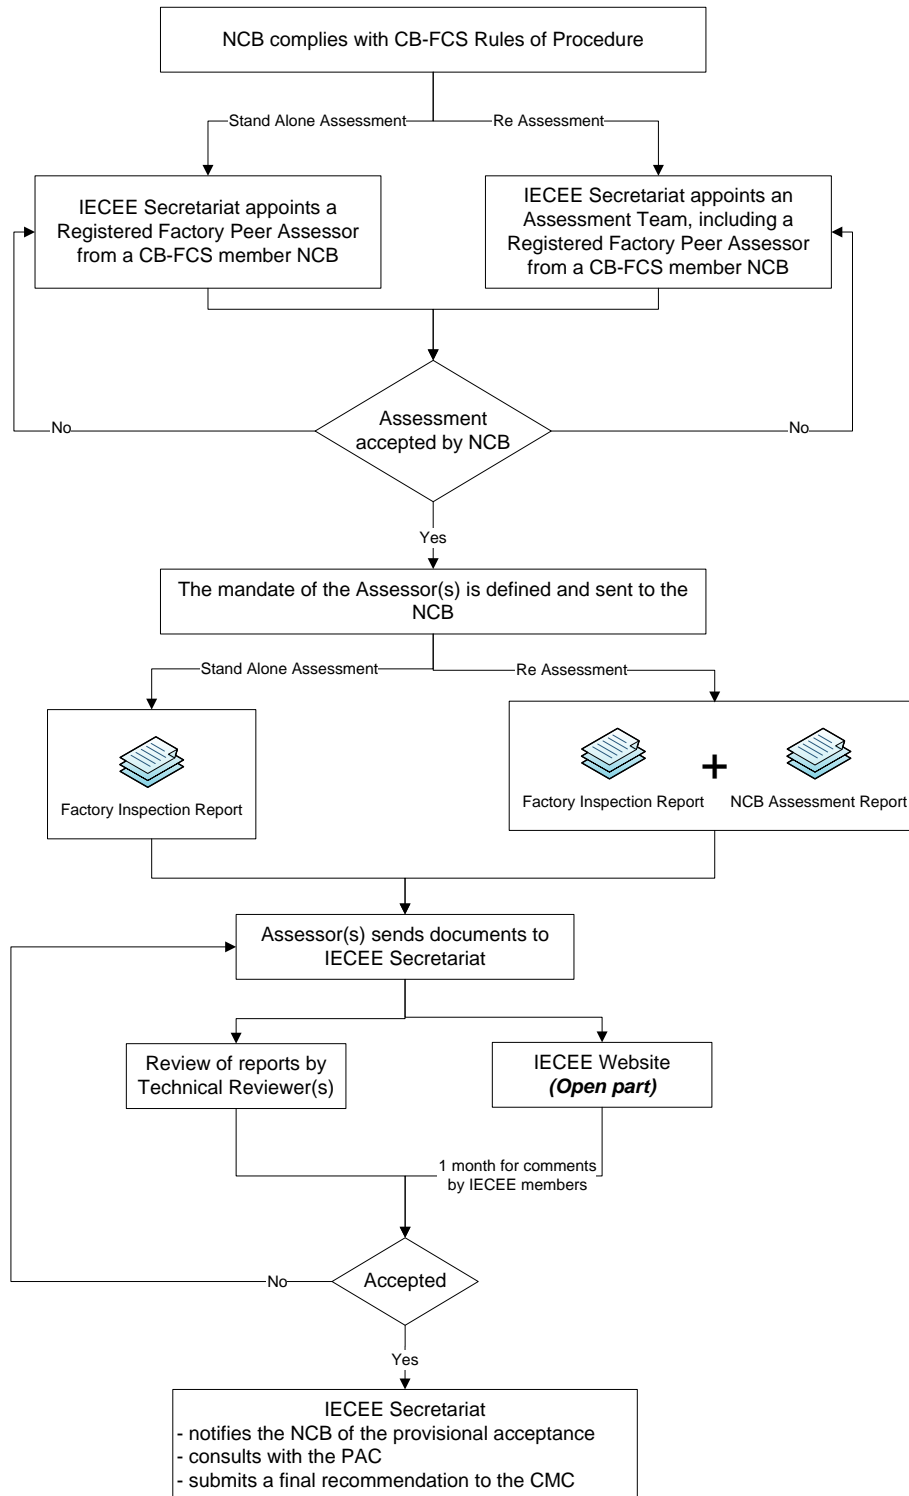 NCB complies with CB-FCS Rules of Procedure
Stand Alone Assessment
Re Assessment
IECEE Secretariat appoints a
Registered Factory Peer Assessor
from a CB-FCS member NCB
IECEE Secretariat appoints an
Assessment Team, including a
Registered Factory Peer Assessor
from a CB-FCS member NCB
Assessment
accepted by NCB
No
No
Yes
The mandate of the Assessor(s) is defined and sent to the
NCB
Stand Alone Assessment
Re Assessment
Factory Inspection Report
Factory Inspection Report
+
NCB Assessment Report
Assessor(s) sends documents to
IECEE Secretariat
Review of reports by
Technical Reviewer(s)
IECEE Website
(Open part)
1 month for comments
by IECEE members
Accepted
No
Yes
IECEE Secretariat
- notifies the NCB of the provisional acceptance
- consults with the PAC
- submits a final recommendation to the CMC